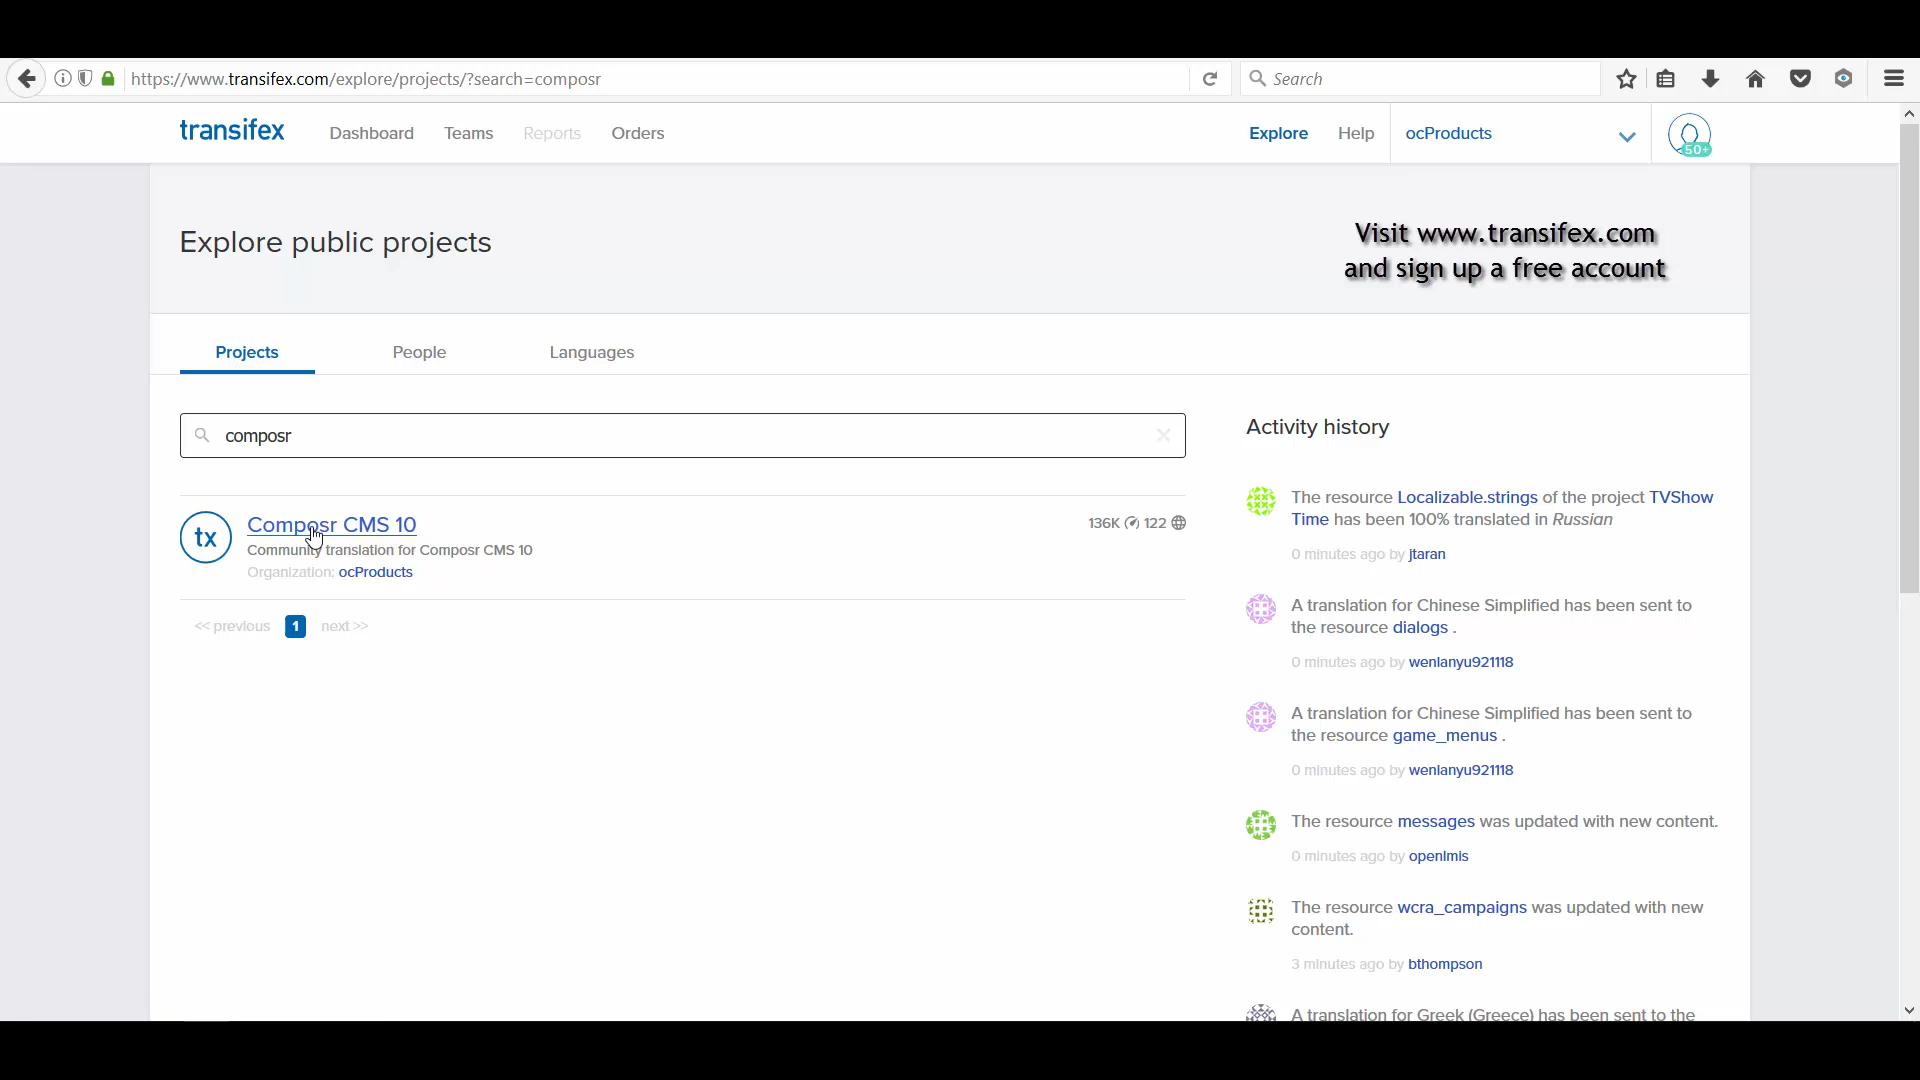 https://www.transifex.com/explore/projects/?search=composr
Search
transifex
Dashboard
Teams
Reports
Orders
Explore
Help
ocProducts
50+
Explore public projects
Visit www.transifex.com
and sign up a free account
Projects
People
Languages
composr
tx
Composr CMS 10
136K
122
Community translation for Composr CMS 10
Organization: ocProducts
<< previous
1
next >>
Activity history
The resource Localizable.strings of the project TVShow
Time has been 100% translated in Russian
0 minutes ago by jtaran
A translation for Chinese Simplified has been sent to
the resource dialogs .
0 minutes ago by wenlanyu921118
A translation for Chinese Simplified has been sent to
the resource game_menus .
0 minutes ago by wenlanyu921118
The resource messages was updated with new content.
0 minutes ago by openlmis
The resource wcra_campaigns was updated with new
content.
3 minutes ago by bthompson
A translation for Greek (Greece) has been sent to the